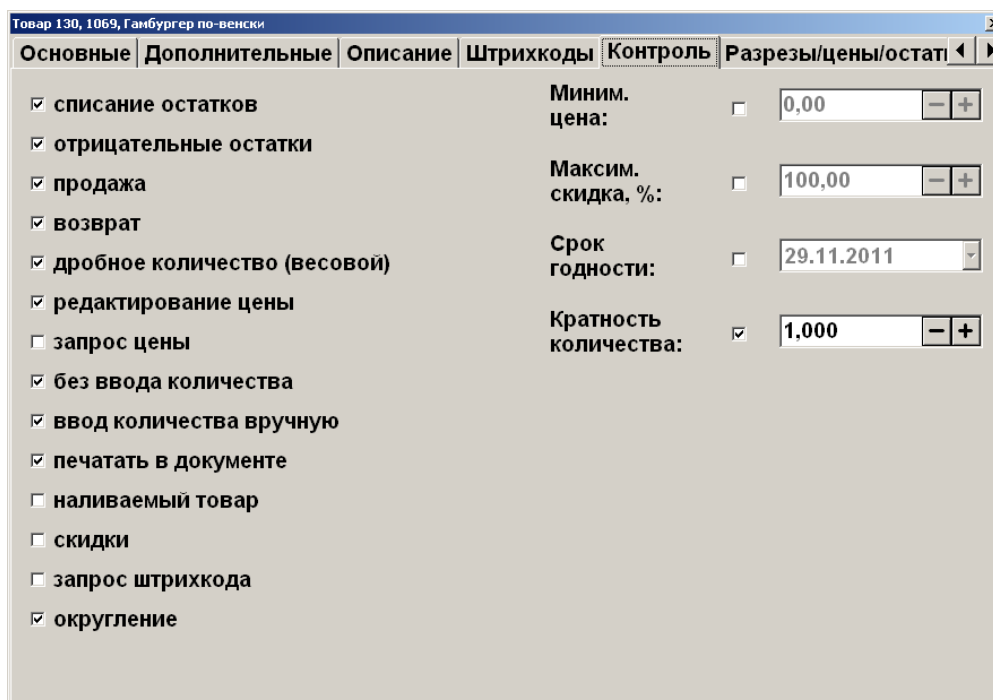 Товар 130, 1069, Гамбургер по-венски
Основные Дополнительные Описание Штрихкоды Контроль Разрезы/цены/остатк
списание остатков
отрицательные остатки
продажа
возврат
дробное количество (весовой)
редактирование цены
запрос цены
без ввода количества
ввод количества вручную
печатать в документе
наливаемый товар
скидки
запрос штрихкода
округление
Миним.
цена:
0,00
Максим.
скидка, %:
100,00
Срок
годности:
29.11.2011
Кратность
количества:
1,000